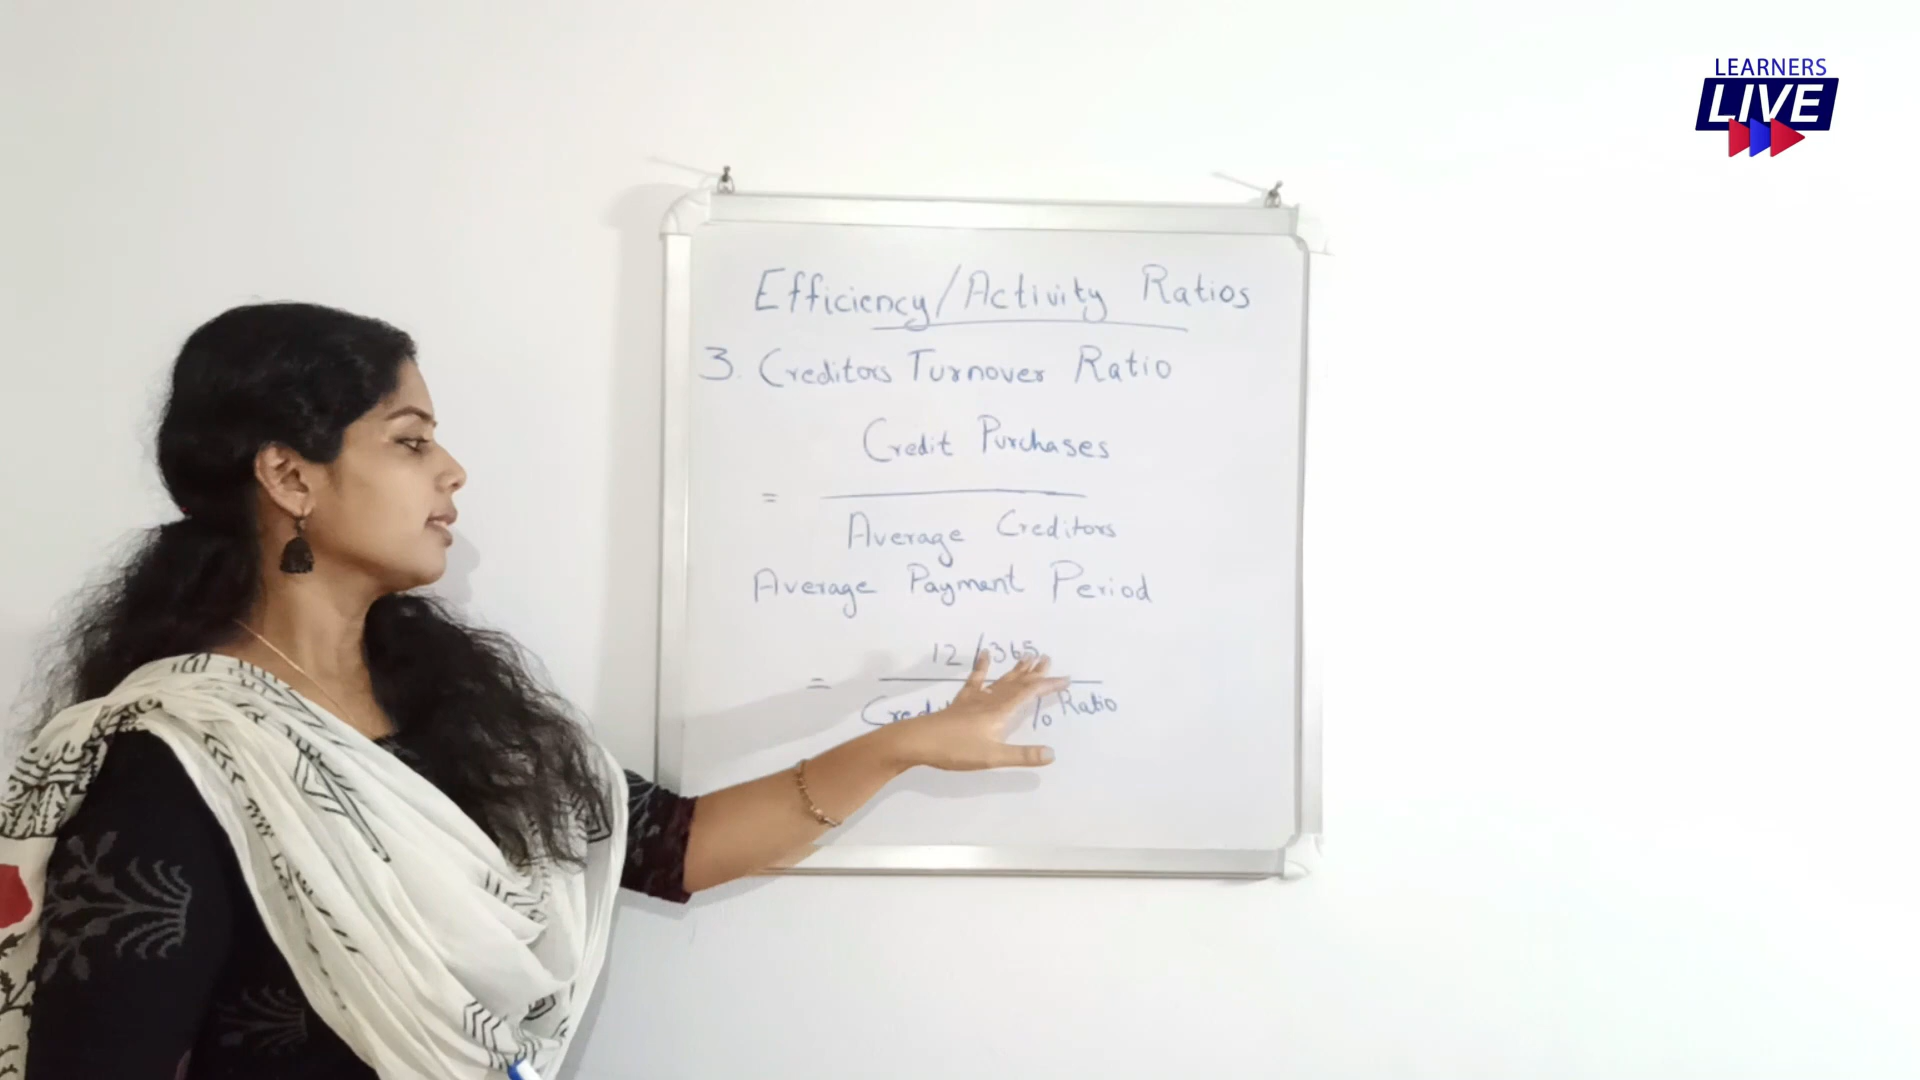 LEARNERS
LIVE
Efficiency/Activity Ratios
3. Creditors Turnover Ratio
Credit Purchases
=
Average Creditors
Average Payment Period
12/365
=
Ratio